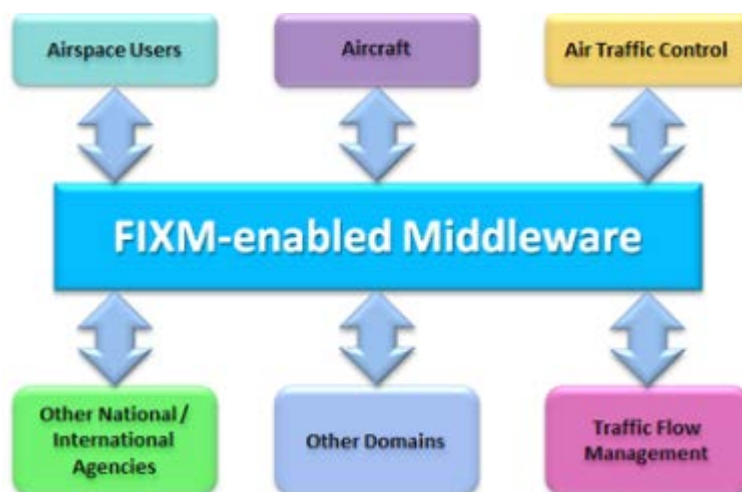 Airspace Users
Aircraft
Air Traffic Control
FIXM-enabled Middleware
Other National /
International
Agencies
Other Domains
Traffic Flow
Management